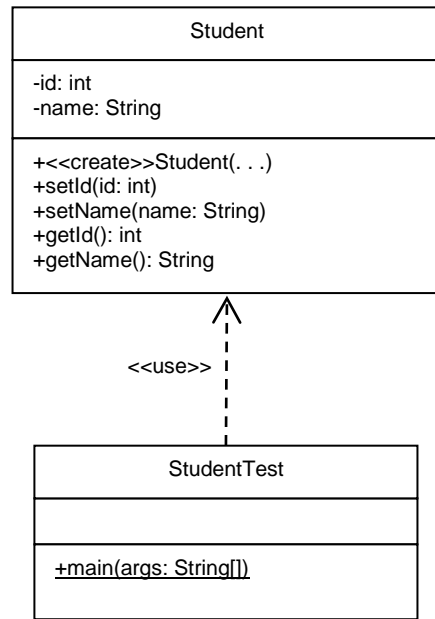 Student
-id: int
-name: String
+<<create>>Student(. . .)
+setId(id: int)
+setName(name: String)
+getId(): int
+getName(): String
<<use>>
StudentTest
+main(args: String[])